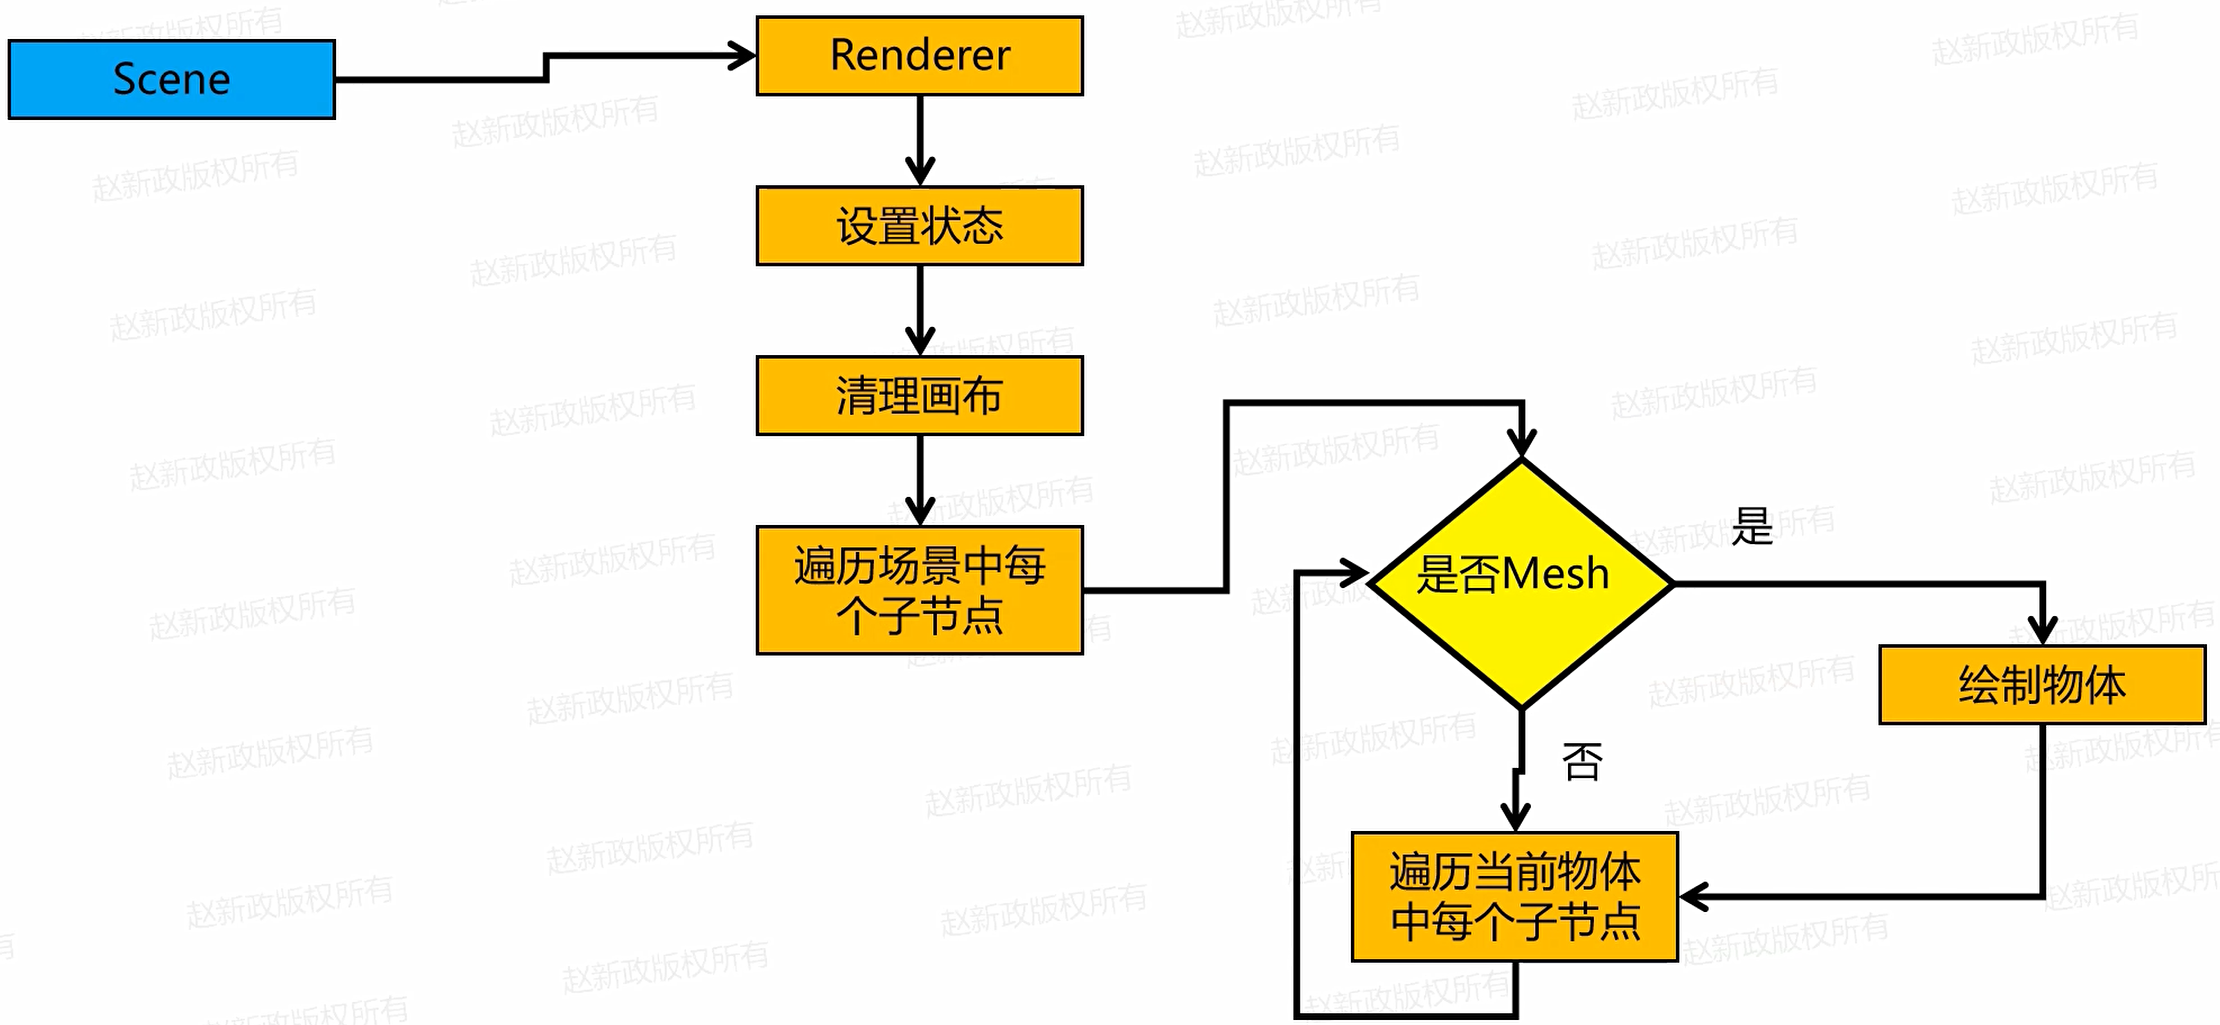 Scene
Renderer
设置状态
清理画布
遍历场景中每
个子节点
是否Mesh
是
绘制物体
否
遍历当前物体
中每个子节点
赵新政版权所有